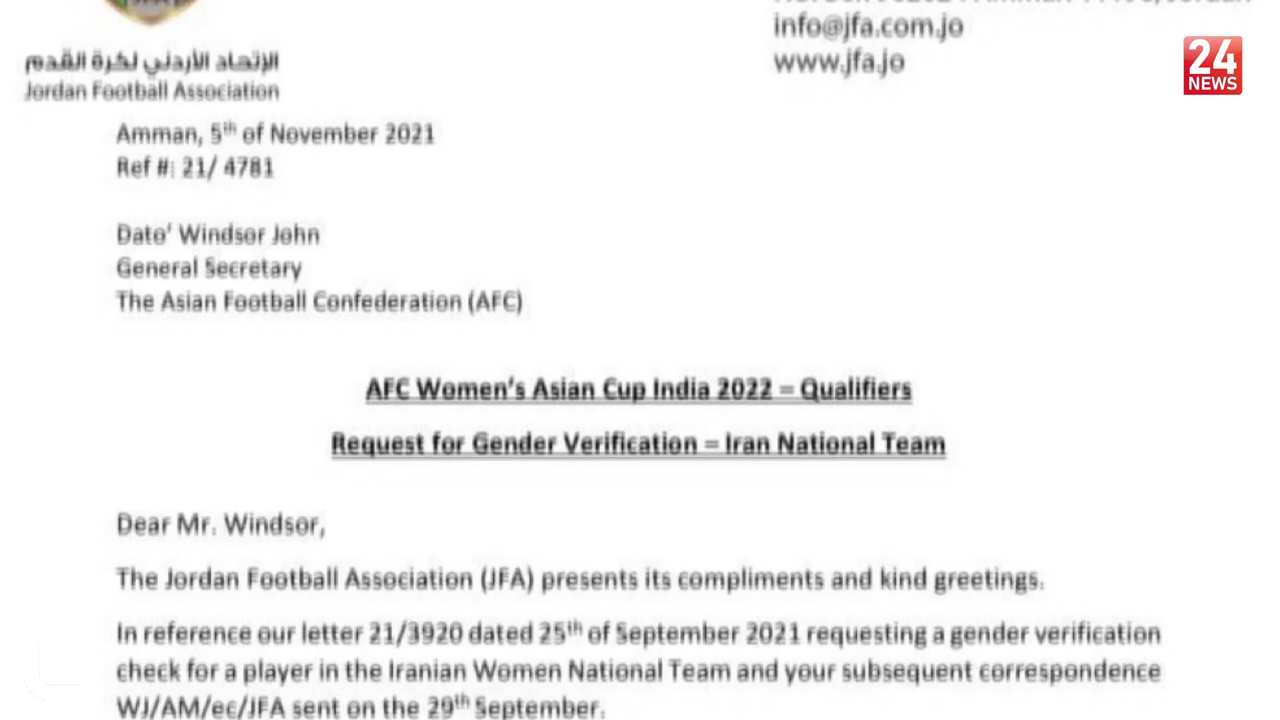 info@jfa.com.jo
www.jfa.jo
24
NEWS
الإتحاد الأردني لكرة القدم
Jordan Football Association
Amman, 5th of November 2021
Ref #: 21/ 4781
Dato' Windsor John
General Secretary
The Asian Football Confederation (AFC)
AFC Women's Asian Cup India 2022 – Qualifiers
Request for Gender Verification – Iran National Team
Dear Mr. Windsor,
The Jordan Football Association (JFA) presents its compliments and kind greetings.
In reference our letter 21/3920 dated 25th of September 2021 requesting a gender verification
check for a player in the Iranian Women National Team and your subsequent correspondence
WJ/AM/ec/JFA sent on the 29th September.